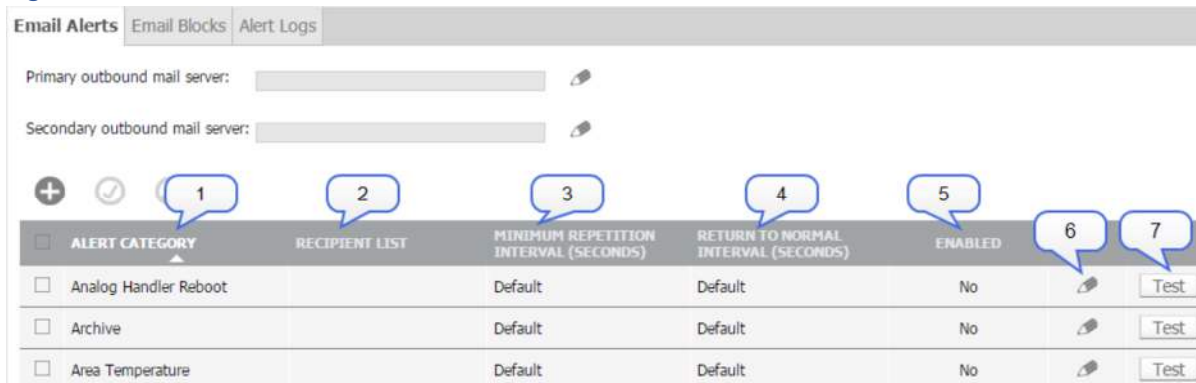 Email Alerts Email Blocks Alert Logs
Primary outbound mail server:
Secondary outbound mail server:
1 2 3 4 5 6 7
ALERT CATEGORY RECIPIENT LIST MINIMUM REPETITION INTERVAL (SECONDS) RETURN TO NORMAL INTERVAL (SECONDS) ENABLED
Analog Handler Reboot Default Default No Test
Archive Default Default No Test
Area Temperature Default Default No Test